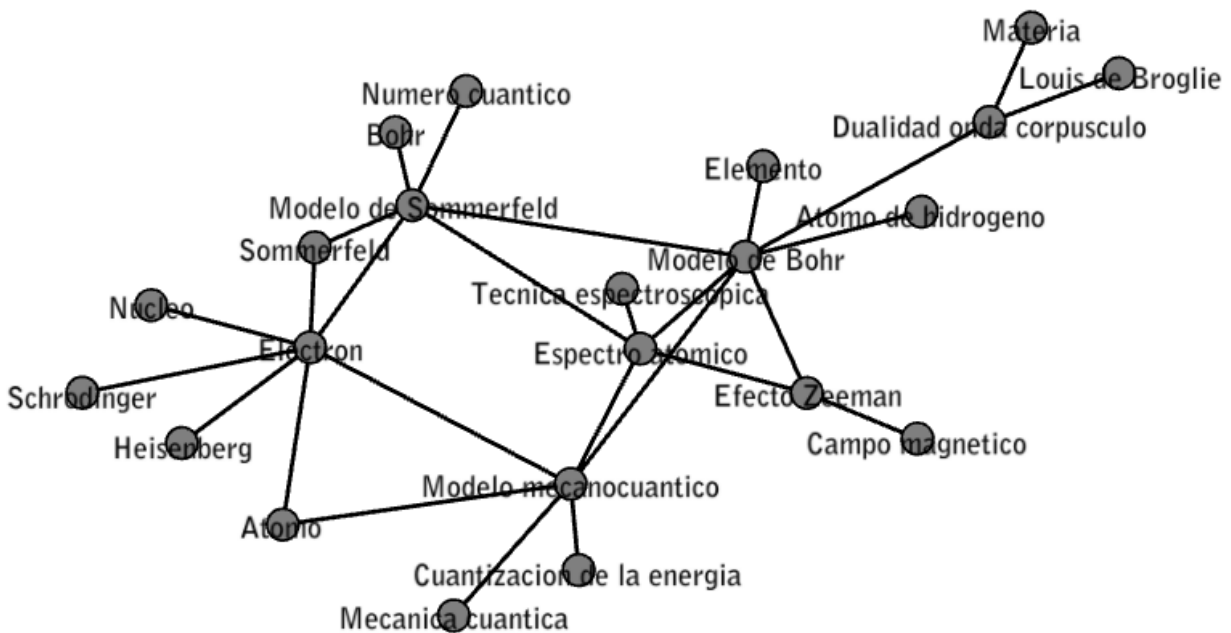 Materia
Louis de Broglie
Numero cuantico
Dualidad onda corpusculo
Bohr
Elemento
Modelo de Sommerfeld
Atomo de hidrogeno
Sommerfeld
Modelo de Bohr
Tecnica espectroscopica
Nucleo
Electron
Espectro atomico
Schrodinger
Efecto Zeeman
Heisenberg
Campo magnetico
Modelo mecanocuantico
Atomo
Cuantizacion de la energia
Mecanica cuantica